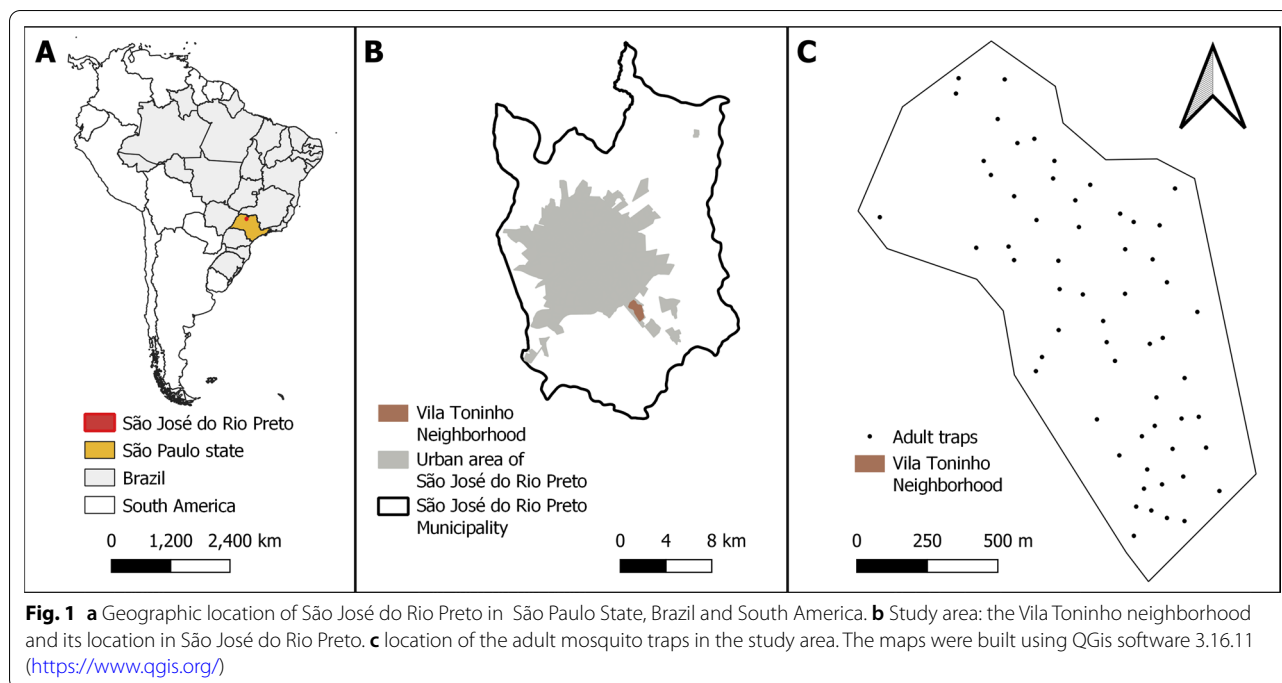 A
São José do Rio Preto
São Paulo state
Brazil
South America
0 1,200 2,400 km
B
Vila Toninho
Neighborhood
Urban area of
São José do Rio Preto
São José do Rio Preto
Municipality
0 4 8 km
C
Adult traps
Vila Toninho
Neighborhood
0 250 500 m
Fig. 1 a Geographic location of São José do Rio Preto in São Paulo State, Brazil and South America. b Study area: the Vila Toninho neighborhood
and its location in São José do Rio Preto. c location of the adult mosquito traps in the study area. The maps were built using QGis software 3.16.11
(https://www.qgis.org/)